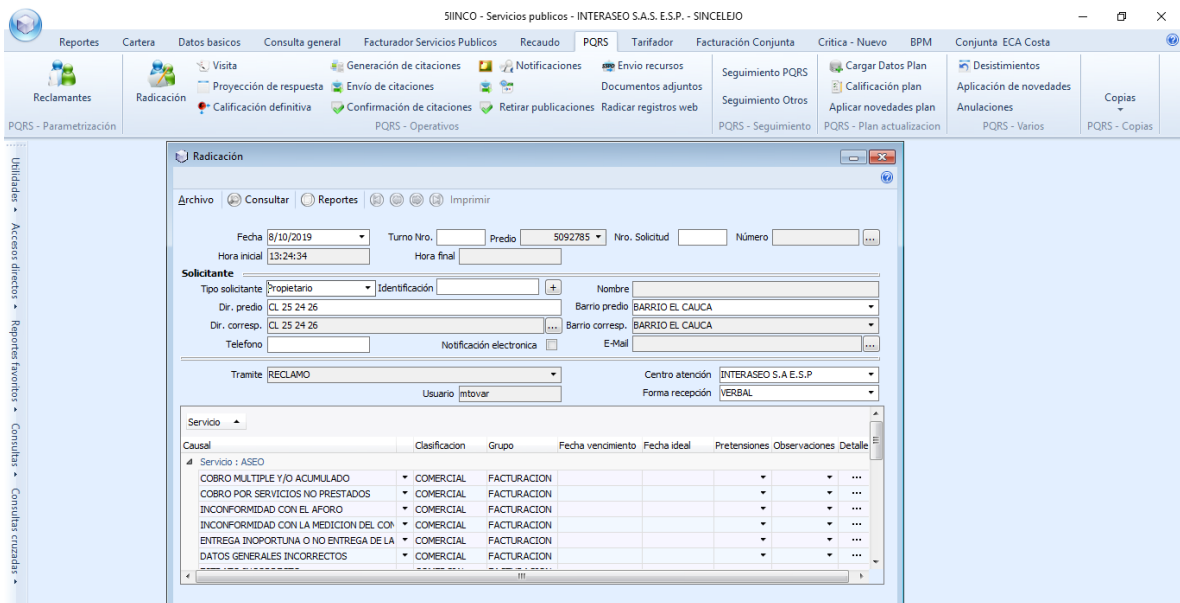 5IINCO - Servicios publicos - INTERASEO S.A.S. E.S.P. - SINCELEJO
Reportes Cartera Datos basicos Consulta general Facturador Servicios Publicos Recaudo PQRS Tarifador Facturación Conjunta Critica - Nuevo BPM Conjunta ECA Costa
Visita Generación de citaciones Notificaciones Envio recursos Cargar Datos Plan Desistimientos
Seguimiento PQRS
Reclamantes Radicación Proyección de respuesta Envío de citaciones Documentos adjuntos Calificación plan Aplicación de novedades Copias
Seguimiento Otros
Calificación definitiva Confirmación de citaciones Retirar publicaciones Radicar registros web Aplicar novedades plan Anulaciones
PQRS - Parametrización PQRS - Operativos PQRS - Seguimiento PQRS - Plan actualizacion PQRS - Varios PQRS - Copias
Utilidades
Accesos directos
Reportes favoritos
Consultas
Consultas cruzadas
Radicación
Archivo Consultar Reportes Imprimir
Fecha 8/10/2019 Turno Nro. Predio 5092785 Nro. Solicitud Número ...
Hora inicial 13:24:34 Hora final
Solicitante
Tipo solicitante Propietario Identificación + Nombre
Dir. predio CL 25 24 26 Barrio predio BARRIO EL CAUCA
Dir. corresp. CL 25 24 26 ... Barrio corresp. BARRIO EL CAUCA
Telefono Notificación electronica E-Mail ...
Tramite RECLAMO Centro atención INTERASEO S.A E.S.P
Usuario mtovar Forma recepción VERBAL
Servicio
Causal Clasificacion Grupo Fecha vencimiento Fecha ideal Pretensiones Observaciones Detalle
Servicio : ASEO
COBRO MULTIPLE Y/O ACUMULADO COMERCIAL FACTURACION ...
COBRO POR SERVICIOS NO PRESTADOS COMERCIAL FACTURACION ...
INCONFORMIDAD CON EL AFORO COMERCIAL FACTURACION ...
INCONFORMIDAD CON LA MEDICION DEL CON COMERCIAL FACTURACION ...
ENTREGA INOPORTUNA O NO ENTREGA DE LA COMERCIAL FACTURACION ...
DATOS GENERALES INCORRECTOS COMERCIAL FACTURACION ...